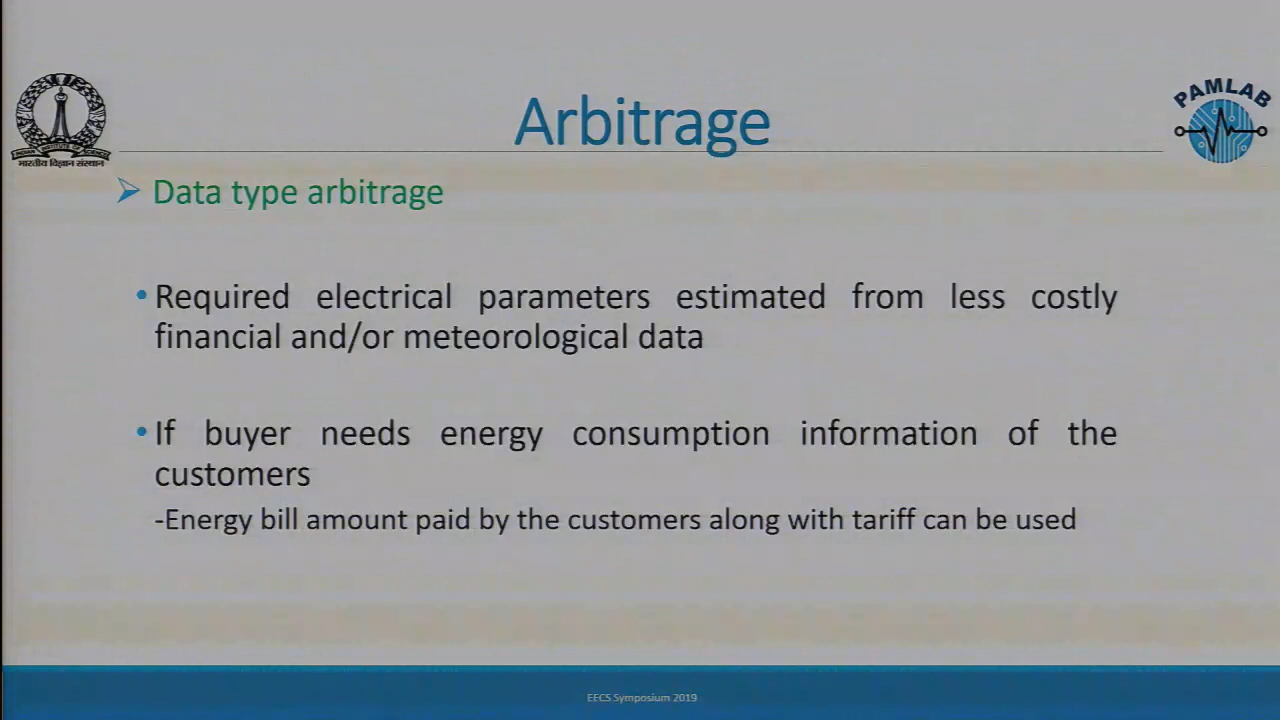 Arbitrage
PAMLAB
भारतीय विज्ञान संस्थान
Data type arbitrage
Required electrical parameters estimated from less costly
financial and/or meteorological data
If buyer needs energy consumption information of the
customers
-Energy bill amount paid by the customers along with tariff can be used
EECS Symposium 2019